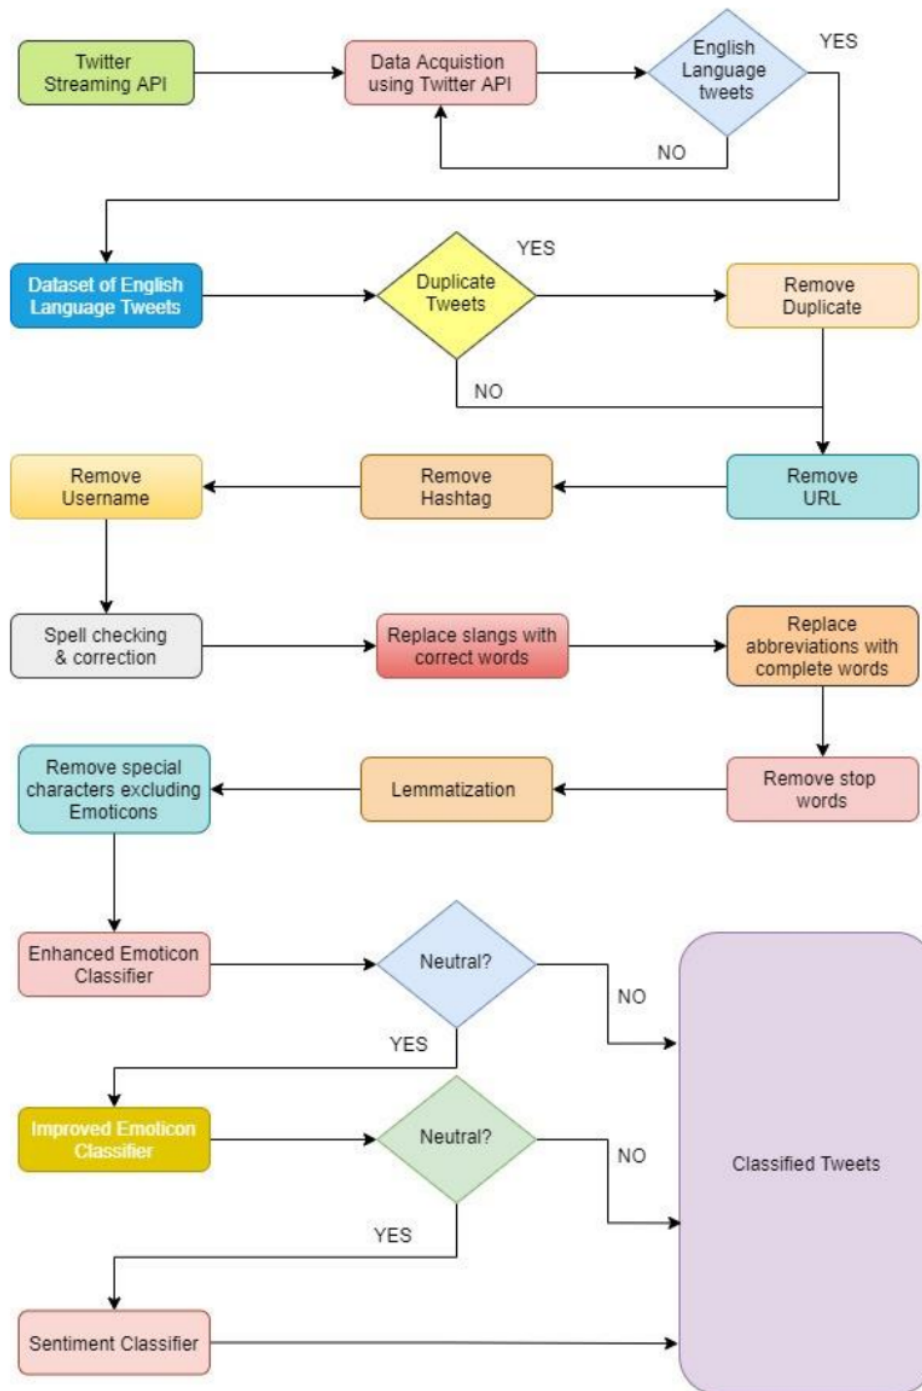 Twitter
Streaming API
Data Acquistion
using Twitter API
English
Language
tweets
YES
NO
Dataset of English
Language Tweets
Duplicate
Tweets
YES
Remove
Duplicate
NO
Remove
Username
Remove
Hashtag
Remove
URL
Spell checking
& correction
Replace slangs with
correct words
Replace
abbreviations with
complete words
Remove special
characters excluding
Emoticons
Lemmatization
Remove stop
words
Enhanced Emoticon
Classifier
Neutral?
NO
YES
Improved Emoticon
Classifier
Neutral?
NO
YES
Classified Tweets
Sentiment Classifier